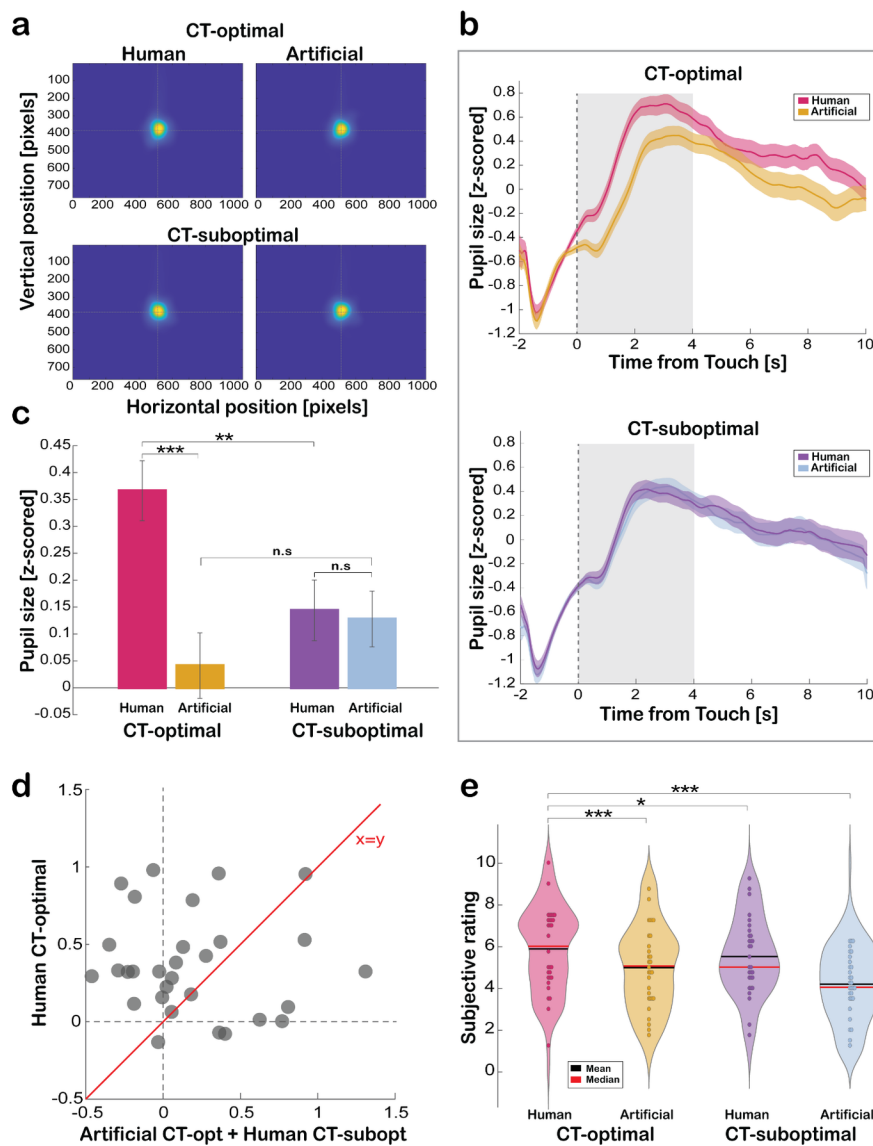 a
CT-optimal
Human Artificial
100
200
300
400
500
600
700
0 200 400 600 800 1000 0 200 400 600 800 1000
CT-suboptimal
100
200
300
400
500
600
700
0 200 400 600 800 1000 0 200 400 600 800 1000
Vertical position [pixels]
Horizontal position [pixels]
b
CT-optimal
Human
Artificial
0.8
0.6
0.4
0.2
0
-0.2
-0.4
-0.6
-0.8
-1
-1.2
-2 0 2 4 6 8 10
Pupil size [z-scored]
Time from Touch [s]
CT-suboptimal
Human
Artificial
0.8
0.6
0.4
0.2
0
-0.2
-0.4
-0.6
-0.8
-1
-1.2
-2 0 2 4 6 8 10
Pupil size [z-scored]
Time from Touch [s]
c
0.45
0.4
0.35
0.3
0.25
0.2
0.15
0.1
0.05
0
-0.05
Pupil size [z-scored]
**
***
n.s
n.s
Human Artificial Human Artificial
CT-optimal CT-suboptimal
d
1.5
1
0.5
0
-0.5
Human CT-optimal
x=y
-0.5 0 0.5 1 1.5
Artificial CT-opt + Human CT-subopt
e
***
*
***
10
8
6
4
2
0
Subjective rating
Mean
Median
Human Artificial Human Artificial
CT-optimal CT-suboptimal